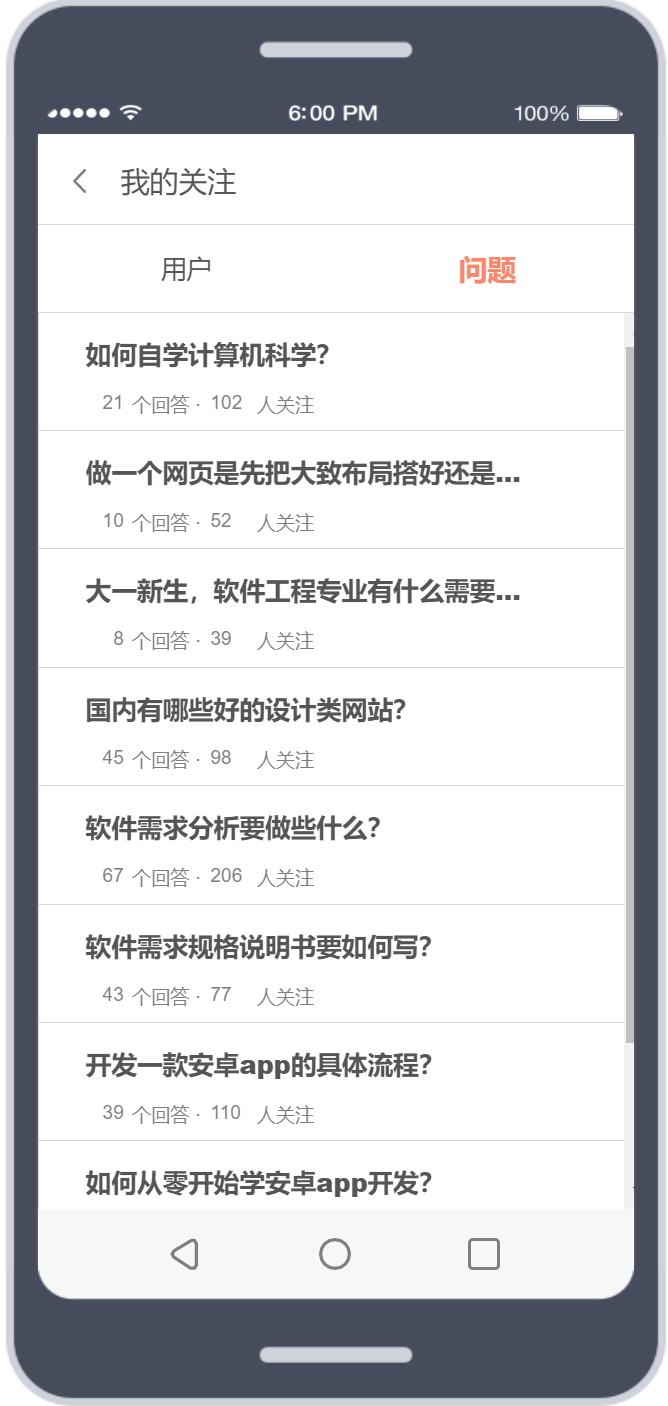 6:00 PM 100%
我的关注
用户 问题
如何自学计算机科学？
21 个回答 · 102 人关注
做一个网页是先把大致布局搭好还是...
10 个回答 · 52 人关注
大一新生，软件工程专业有什么需要...
8 个回答 · 39 人关注
国内有哪些好的设计类网站？
45 个回答 · 98 人关注
软件需求分析要做些什么？
67 个回答 · 206 人关注
软件需求规格说明书要如何写？
43 个回答 · 77 人关注
开发一款安卓app的具体流程？
39 个回答 · 110 人关注
如何从零开始学安卓app开发？